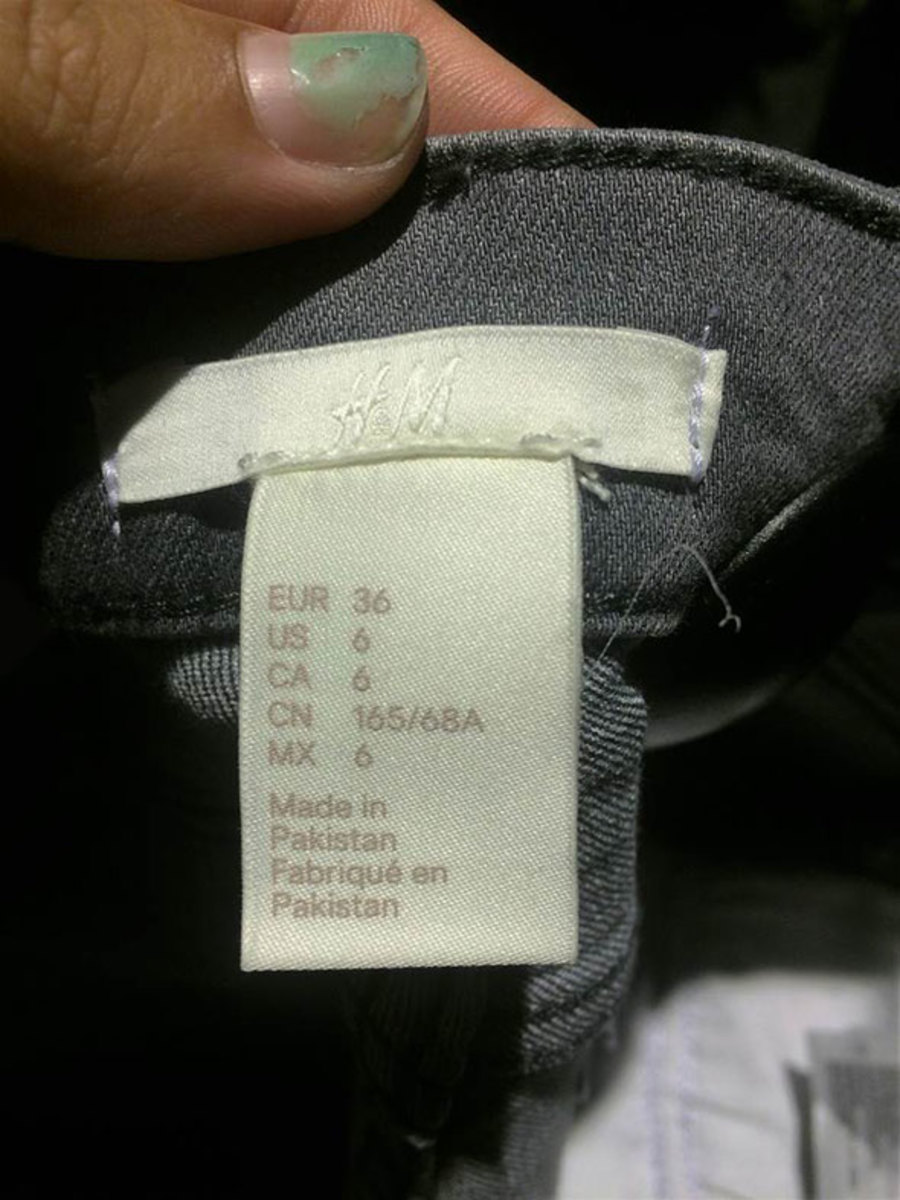 H&M
EUR 36
US 6
CA 6
CN 165/68A
MX 6
Made in
Pakistan
Fabriqué en
Pakistan